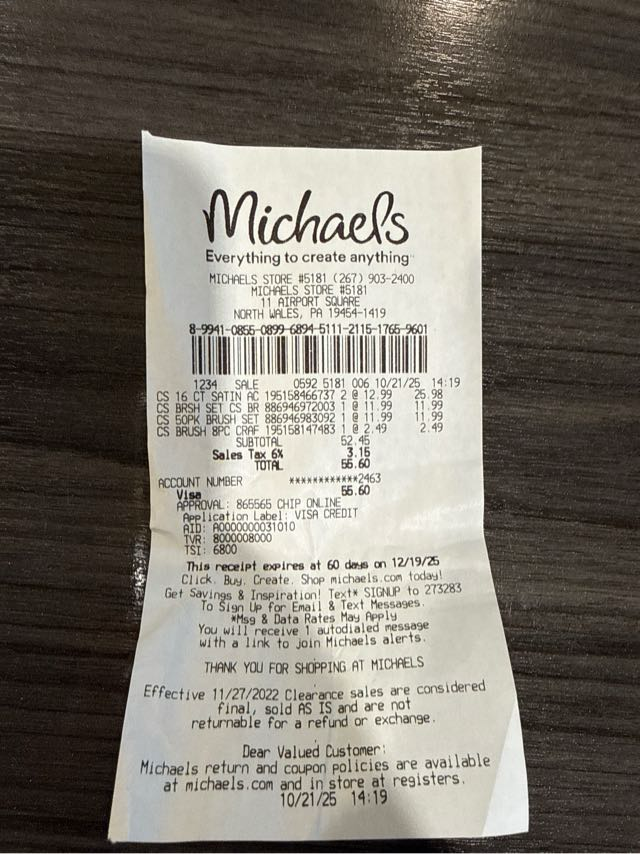 Michaels
Everything to create anything™
MICHAELS STORE #5181 (267) 903-2400
MICHAELS STORE #5181
11 AIRPORT SQUARE
NORTH WALES, PA 19454-1419
8-9941-0855-0899-6894-5111-2115-1765-9601
1234 SALE 0592 5181 006 10/21/25 14:19
CS 16 CT SATIN AC 195158466737 2 @ 12.99 25.98
CS BRSH SET CS BR 886946972003 1 @ 11.99 11.99
CS 50PK BRUSH SET 886946983092 1 @ 11.99 11.99
CS BRUSH 8PC CRAF 195158147483 1 @ 2.49 2.49
SUBTOTAL 52.45
Sales Tax 6% 3.15
TOTAL 55.60
ACCOUNT NUMBER ************2463
Visa 55.60
APPROVAL: 865565 CHIP ONLINE
Application Label: VISA CREDIT
AID: A0000000031010
TVR: 8000008000
TSI: 6800
This receipt expires at 60 days on 12/19/25
Click. Buy. Create. Shop michaels.com today!
Get Savings & Inspiration! Text* SIGNUP to 273283
To Sign Up for Email & Text Messages.
*Msg & Data Rates May Apply
You will receive 1 autodialed message
with a link to join Michaels alerts.
THANK YOU FOR SHOPPING AT MICHAELS
Effective 11/27/2022 Clearance sales are considered
final, sold AS IS and are not
returnable for a refund or exchange.
Dear Valued Customer:
Michaels return and coupon policies are available
at michaels.com and in store at registers.
10/21/25 14:19